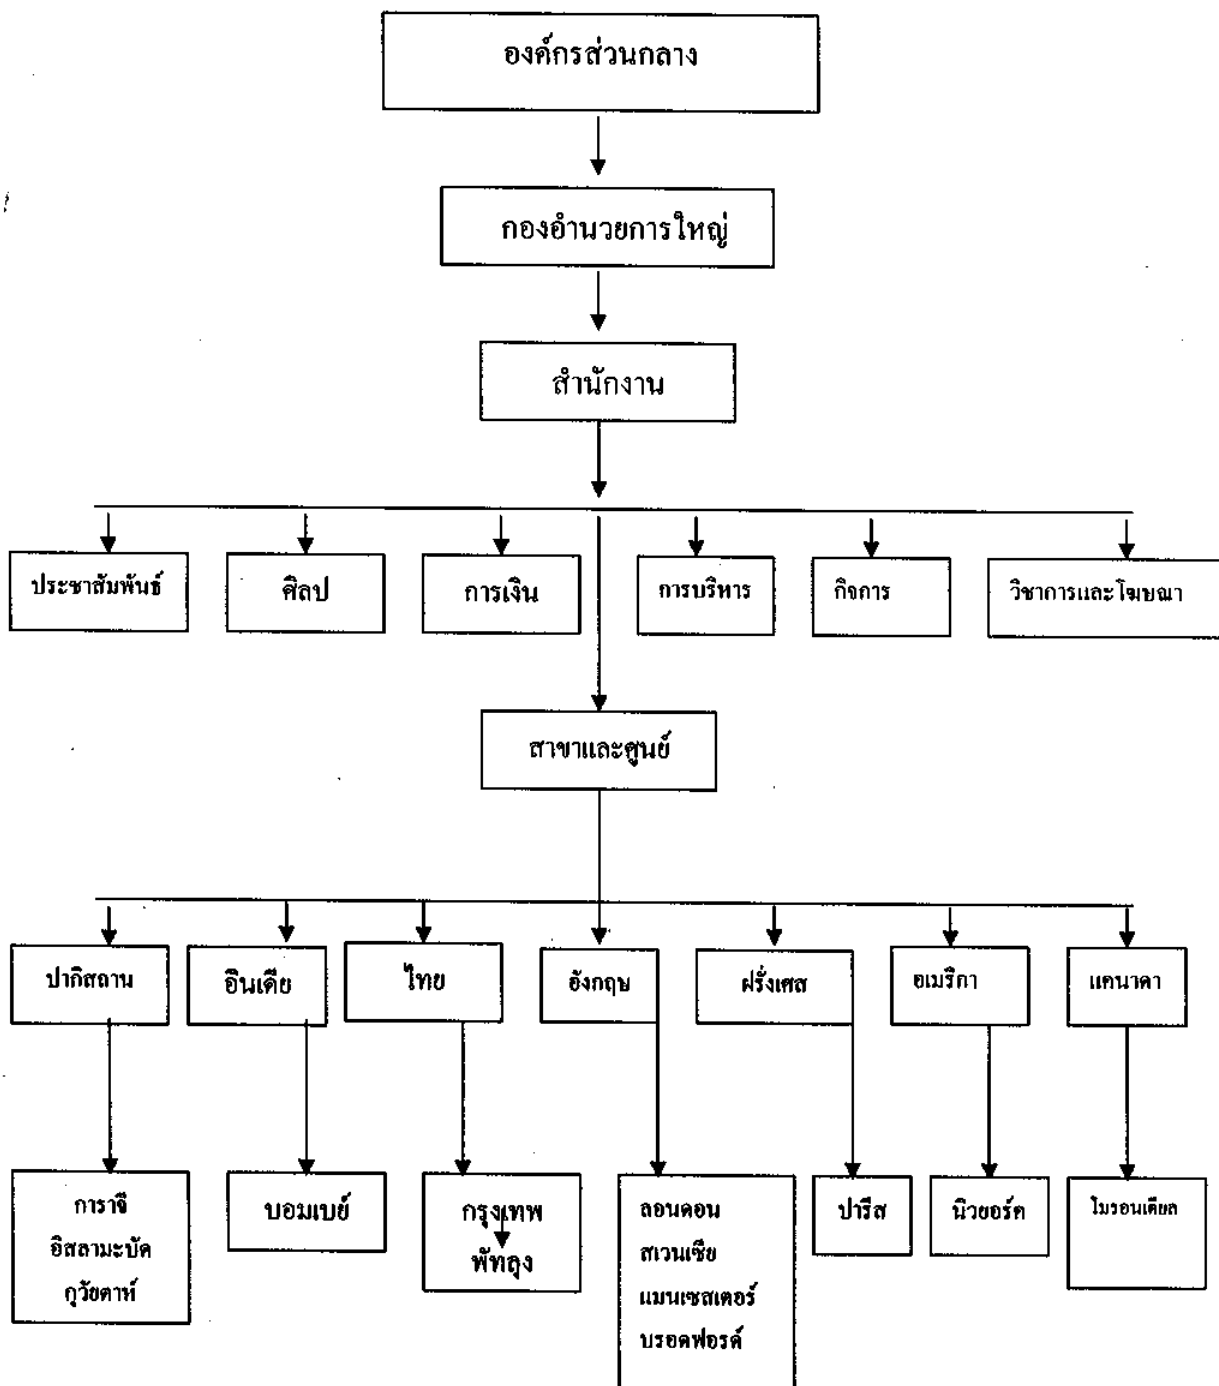 องค์กรส่วนกลาง
กองอำนวยการใหญ่
สำนักงาน
ประชาสัมพันธ์
ศิลป
การเงิน
การบริหาร
กิจการ
วิชาการและโฆษณา
สาขาและศูนย์
ปากีสถาน
อินเดีย
ไทย
อังกฤษ
ฝรั่งเศส
อเมริกา
แคนาดา
การาจี
อิสลามะบัด
กูวัยตาห์
บอมเบย์
กรุงเทพ
พัทลุง
ลอนดอน
สเวนเซีย
แมนเชสเตอร์
บรอดฟอรด์
ปารีส
นิวยอร์ค
โมรอนเตียล